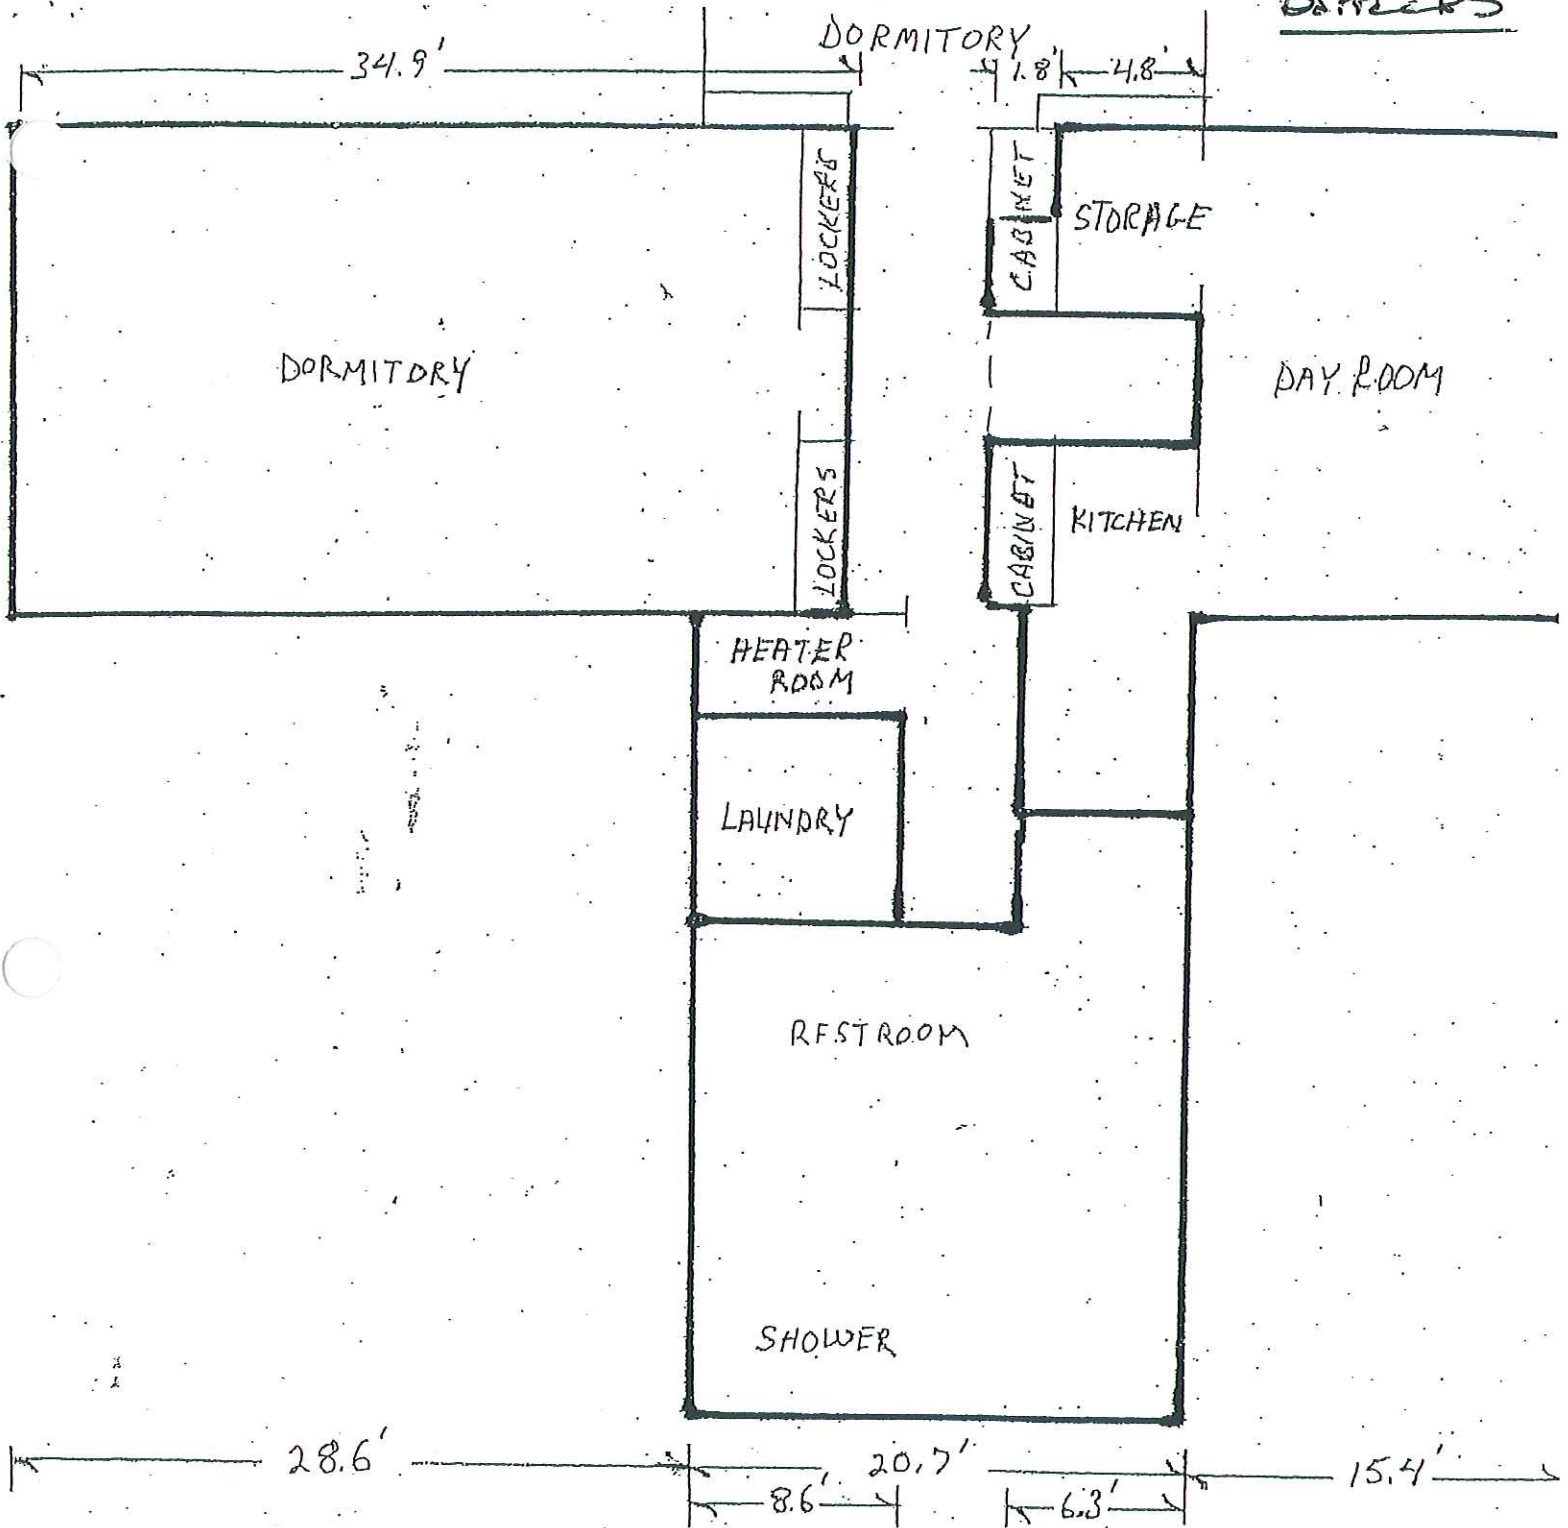 DORMITORY
34.9'
1.8'
4.8'
LOCKERS
CABINET
STORAGE
DORMITORY
DAY ROOM
LOCKERS
CABINET
KITCHEN
HEATER
ROOM
LAUNDRY
RESTROOM
SHOWER
28.6'
20.7'
15.4'
8.6'
6.3'